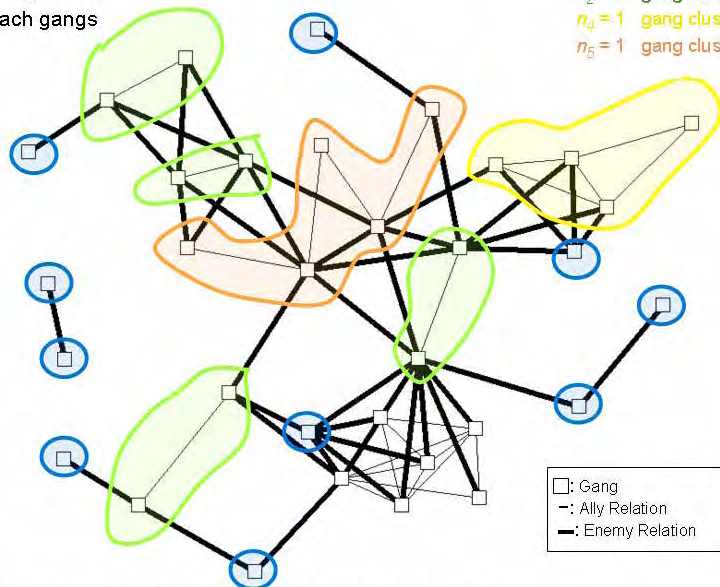 ach gangs
n4 = 1 gang clus
n5 = 1 gang clus
: Gang
-: Ally Relation
-: Enemy Relation